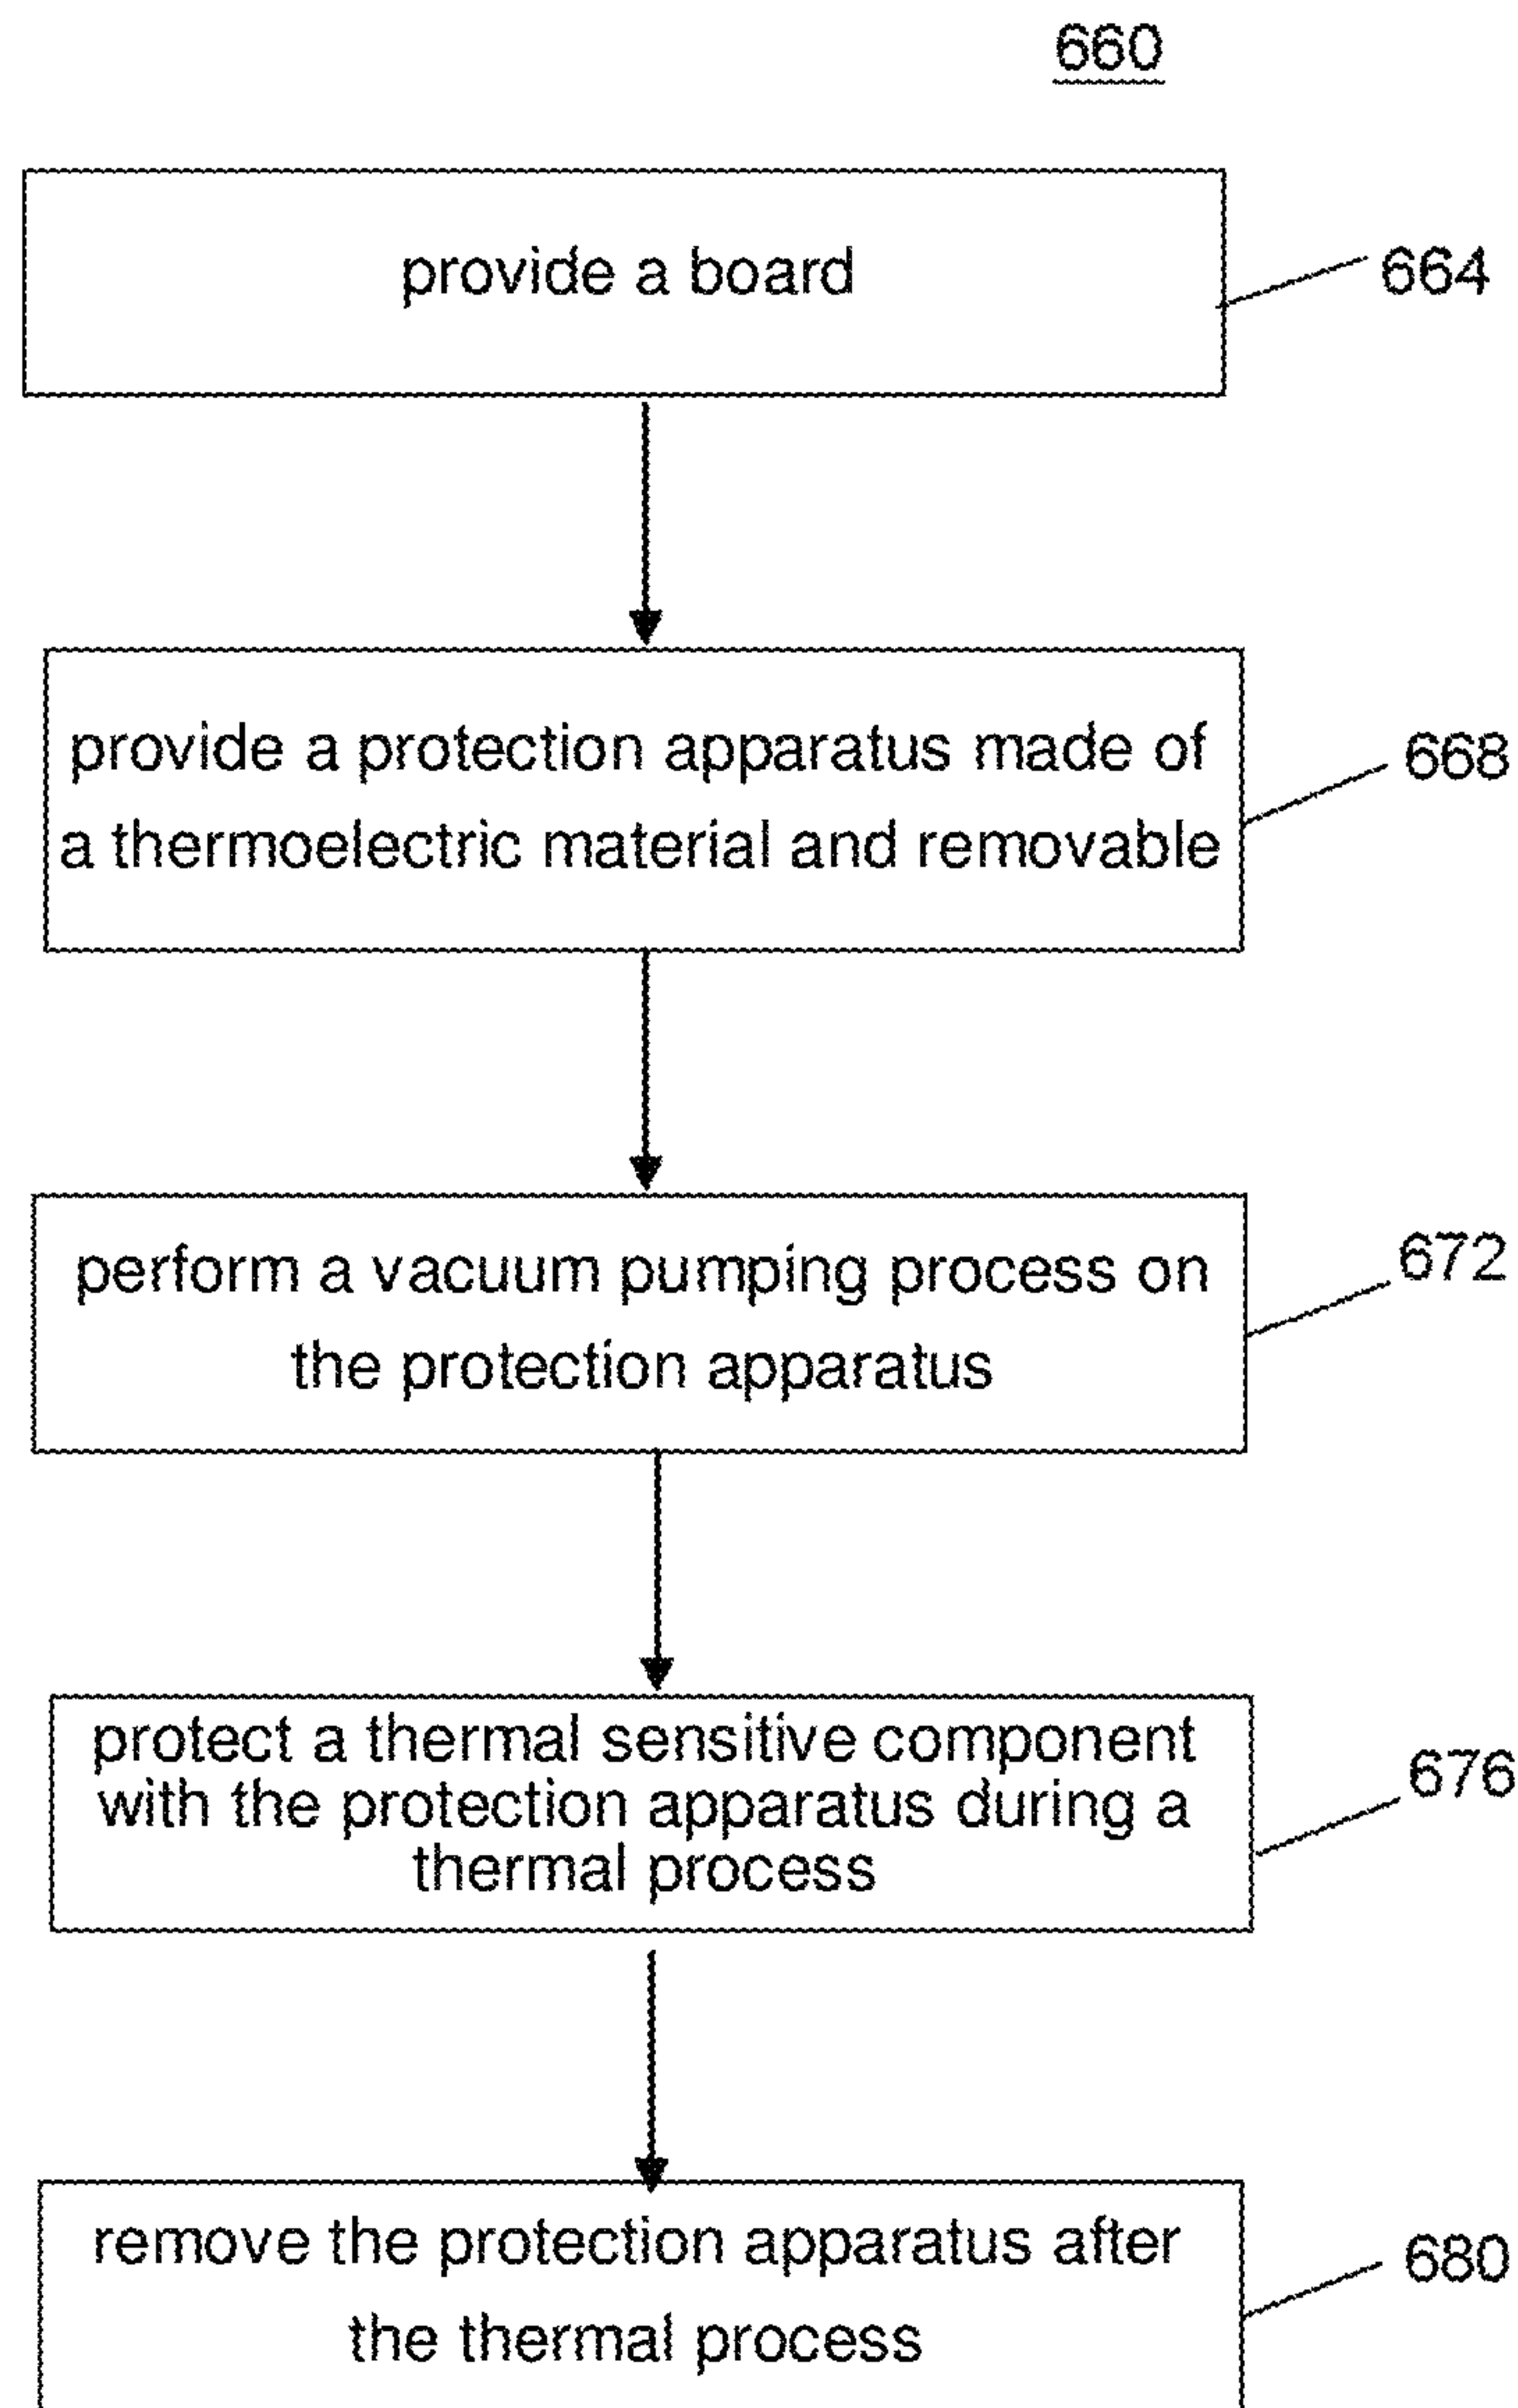 660
provide a board
664
provide a protection apparatus made of
a thermoelectric material and removable
668
perform a vacuum pumping process on
the protection apparatus
672
protect a thermal sensitive component
with the protection apparatus during a
thermal process
676
remove the protection apparatus after
the thermal process
680